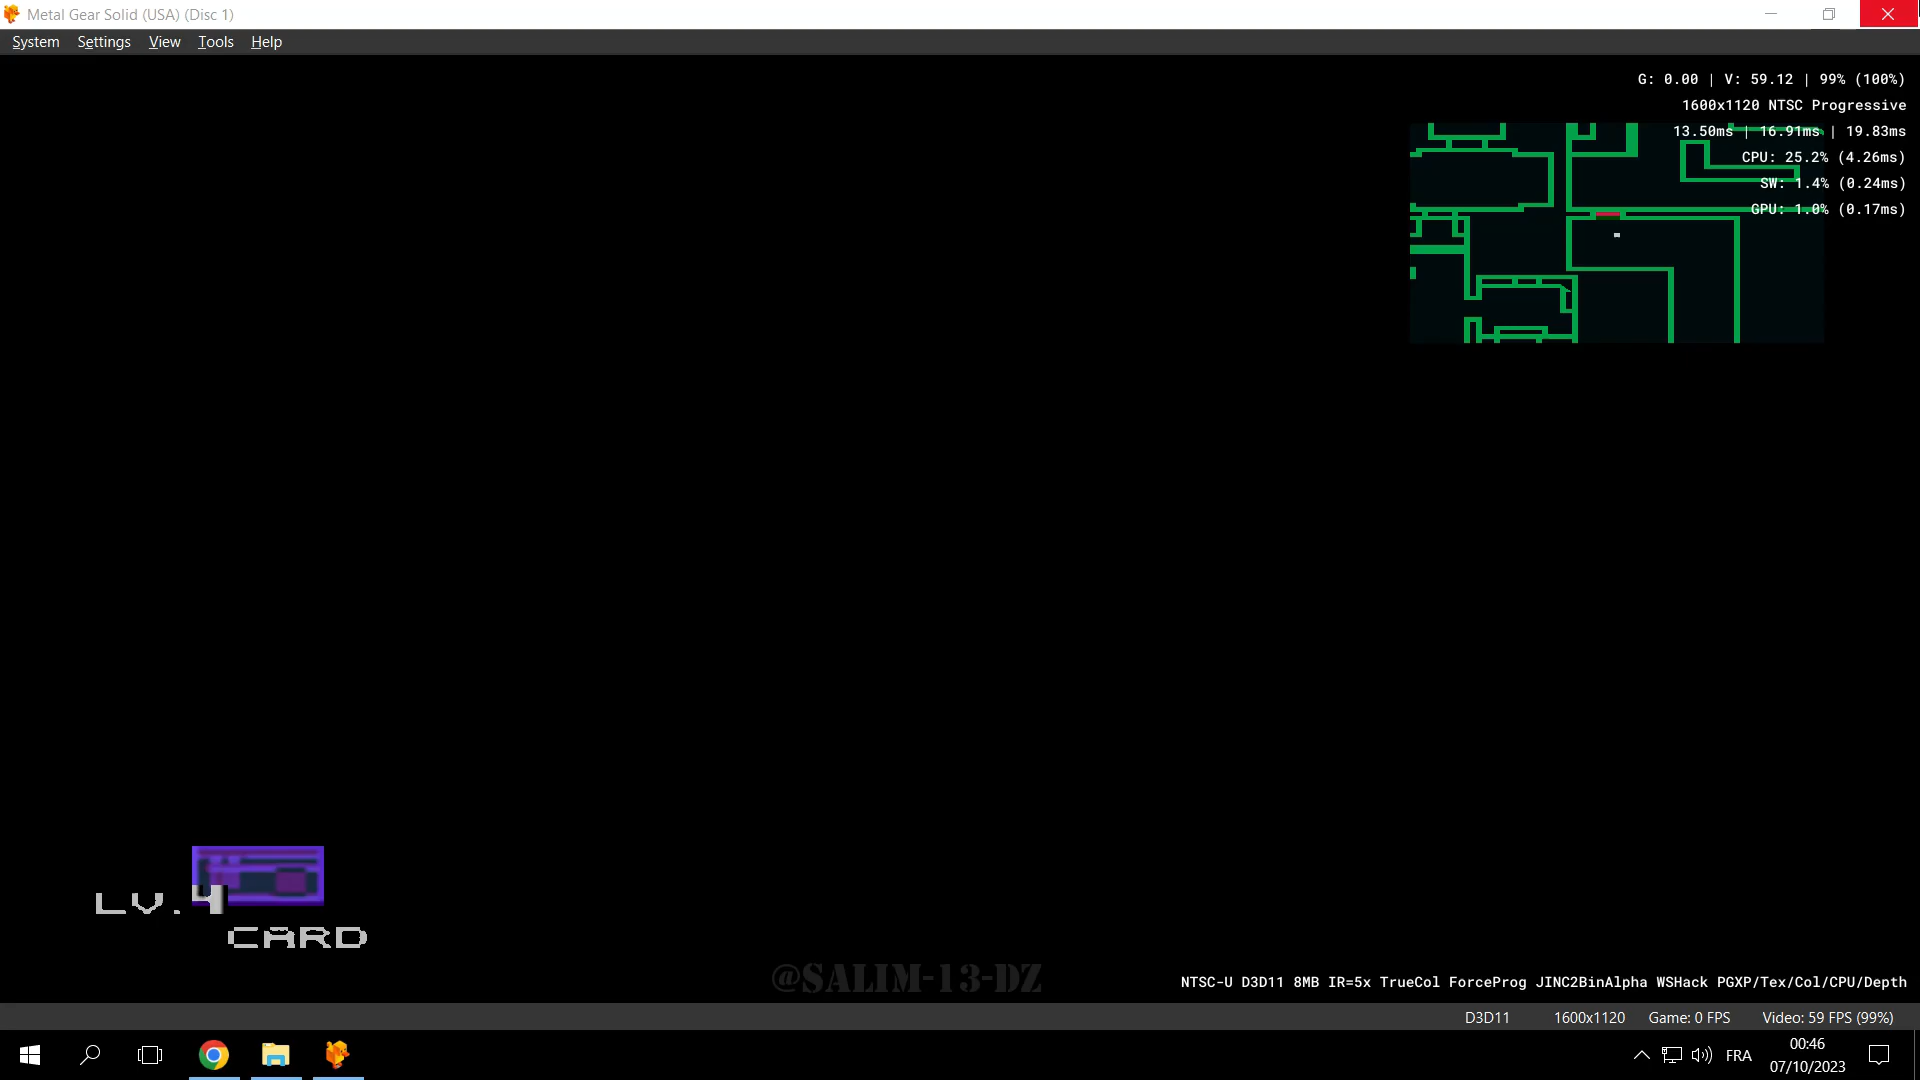 Metal Gear Solid (USA) (Disc 1)
System Settings View Tools Help
G: 0.00 | V: 59.12 | 99% (100%)
1600x1120 NTSC Progressive
13.50ms | 16.91ms | 19.83ms
CPU: 25.2% (4.26ms)
SW: 1.4% (0.24ms)
GPU: 1.0% (0.17ms)
LV.4
CARD
@SALIM-13-DZ
NTSC-U D3D11 8MB IR=5x TrueCol ForceProg JINC2BinAlpha WSHack PGXP/Tex/Col/CPU/Depth
D3D11 1600x1120 Game: 0 FPS Video: 59 FPS (99%)
FRA
00:46
07/10/2023